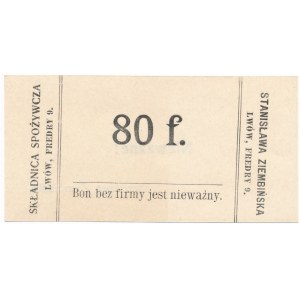 SKŁADNICA SPOŻYWCZA
LWÓW, FREDRY 9.
80 f.
Bon bez firmy jest nieważny.
STANISŁAWA ZIEMBIŃSKA
LWÓW, FREDRY 9.